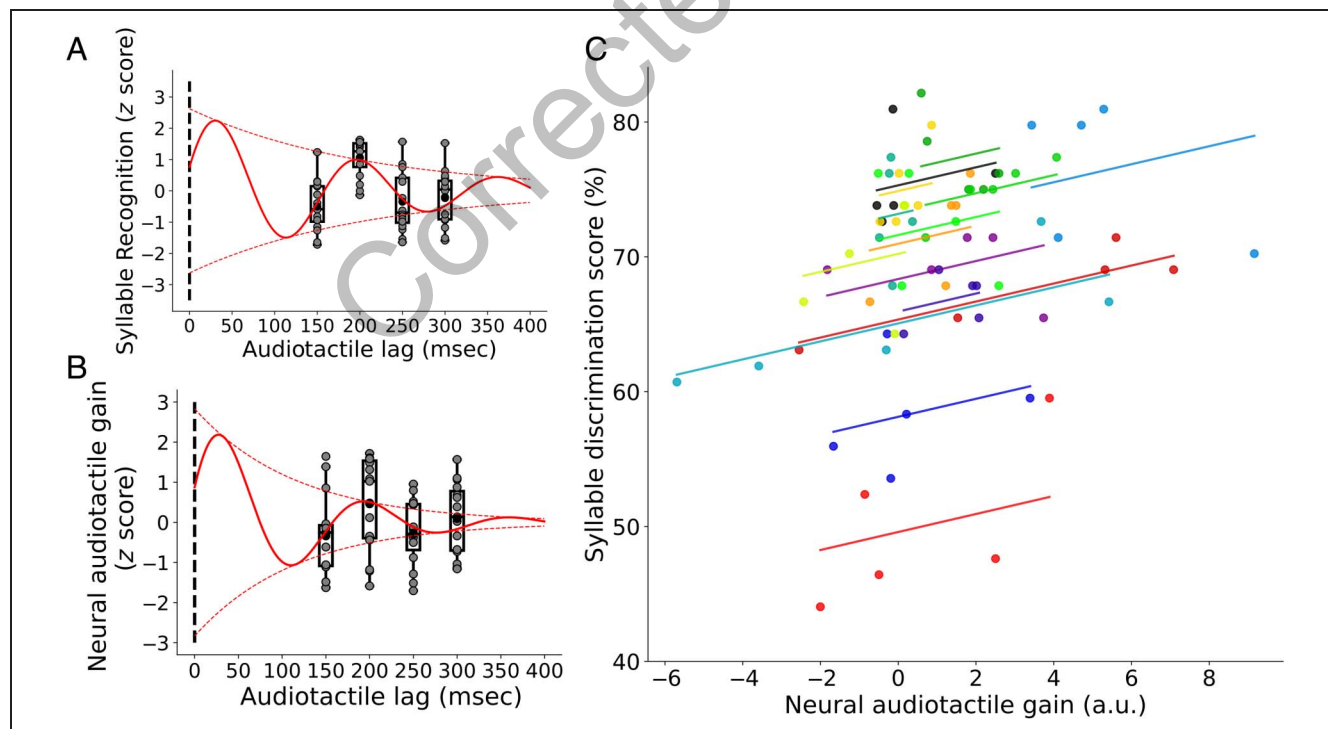 A
Syllable Recognition (z score)
3
2
1
0
−1
−2
−3
0 50 100 150 200 250 300 350 400
Audiotactile lag (msec)
B
Neural audiotactile gain
(z score)
3
2
1
0
−1
−2
−3
0 50 100 150 200 250 300 350 400
Audiotactile lag (msec)
C
Syllable discrimination score (%)
80
70
60
50
40
−6 −4 −2 0 2 4 6 8
Neural audiotactile gain (a.u.)
Correcte